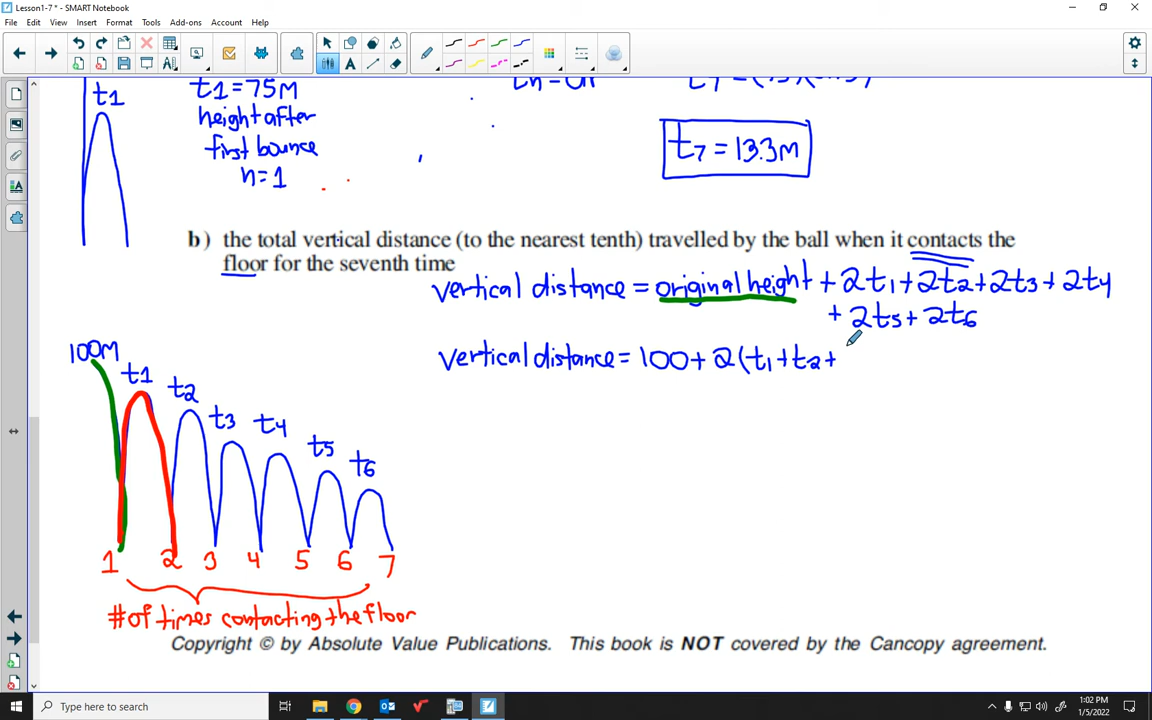 Lesson1-7 * - SMART Notebook
File Edit View Insert Format Tools Add-ons Account Help
t1
t1 = 75M
height after
first bounce
n=1
t7 = 13.3M
b) the total vertical distance (to the nearest tenth) travelled by the ball when it contacts the
floor for the seventh time
vertical distance = original height + 2t1 + 2t2 + 2t3 + 2t4
+ 2t5 + 2t6
vertical distance = 100 + 2(t1 + t2 +
100M
t1 t2 t3 t4 t5 t6
1 2 3 4 5 6 7
# of times contacting the floor
Copyright © by Absolute Value Publications. This book is NOT covered by the Cancopy agreement.
Type here to search
1:02 PM
1/5/2022